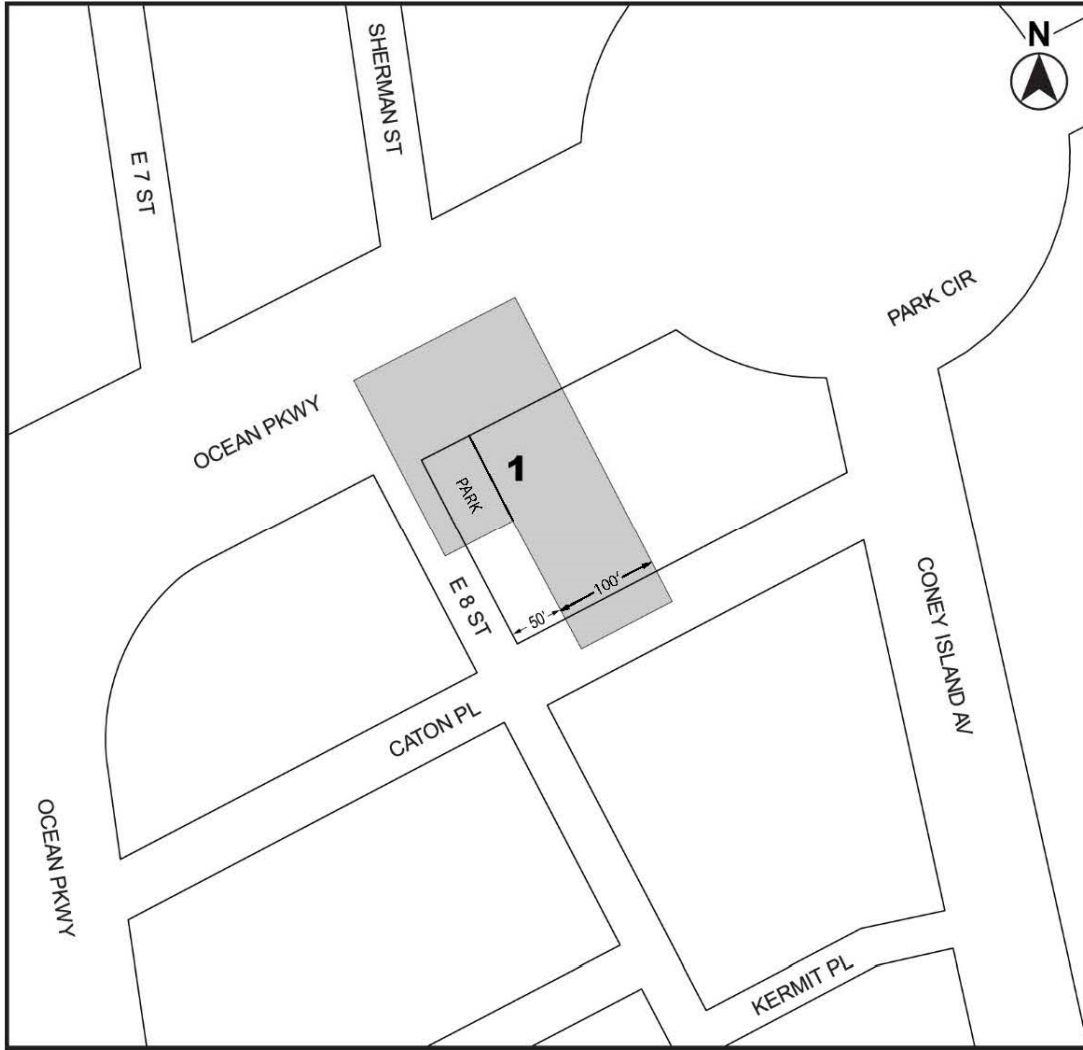 N
SHERMAN ST
E 7 ST
PARK CIR
OCEAN PKWY
1
PARK
100'
50'
E 8 ST
CONEY ISLAND AV
CATON PL
OCEAN PKWY
KERMIT PL